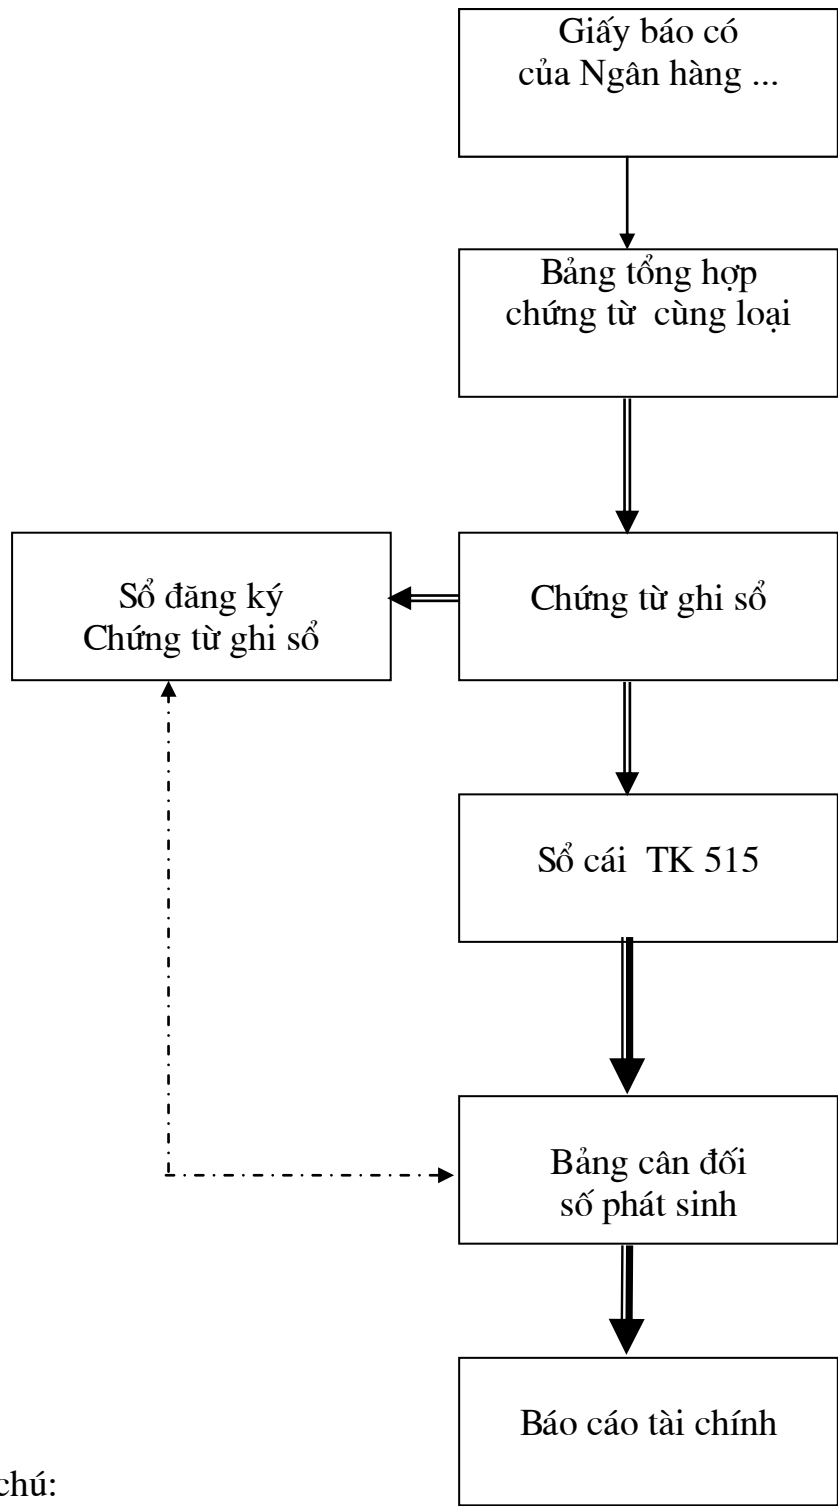 Giấy báo có
của Ngân hàng ...
Bảng tổng hợp
chứng từ cùng loại
Sổ đăng ký
Chứng từ ghi sổ
Chứng từ ghi sổ
Sổ cái TK 515
Bảng cân đối
số phát sinh
Báo cáo tài chính
chú: